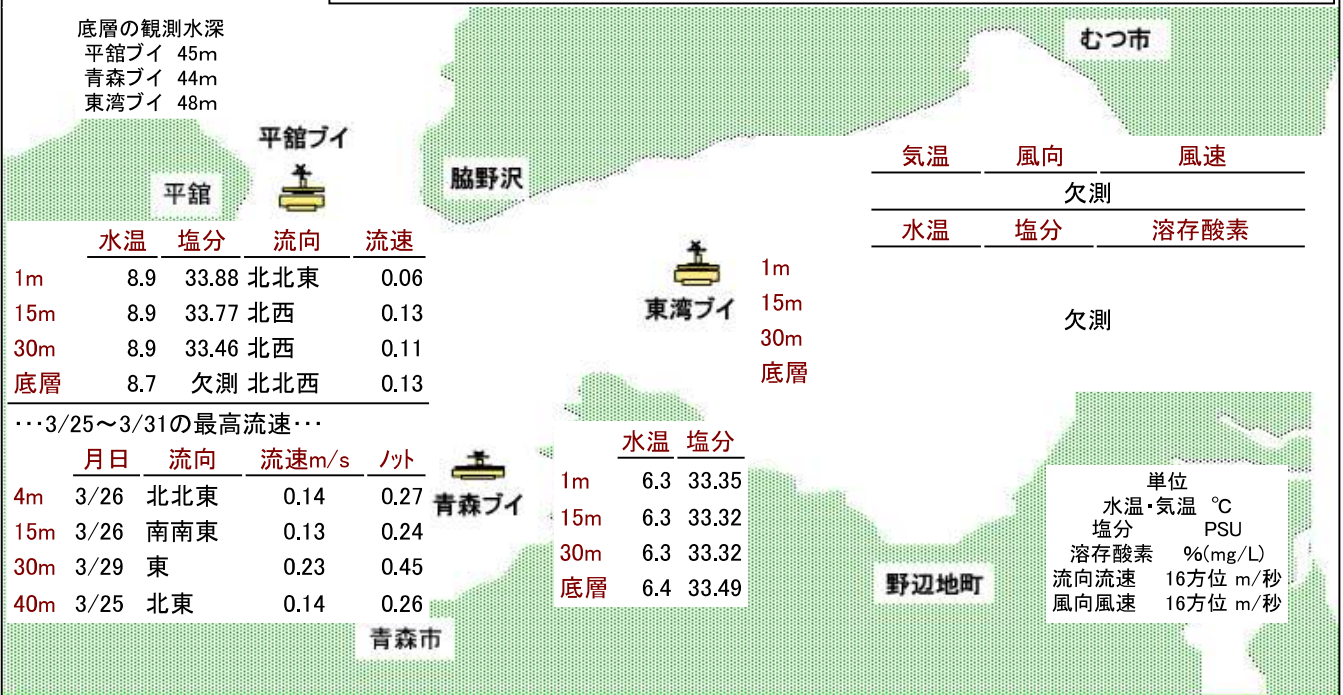 底層の観測水深
平舘ブイ 45m
青森ブイ 44m
東湾ブイ 48m
むつ市
平舘ブイ
平舘
脇野沢
気温 風向 風速
欠測
水温 塩分 溶存酸素
水温 塩分 流向 流速
1m 8.9 33.88 北北東 0.06
15m 8.9 33.77 北西 0.13
30m 8.9 33.46 北西 0.11
底層 8.7 欠測 北北西 0.13
東湾ブイ
1m
15m
30m
底層
欠測
･･･3/25～3/31の最高流速･･･
月日 流向 流速m/s ノット
4m 3/26 北北東 0.14 0.27
15m 3/26 南南東 0.13 0.24
30m 3/29 東 0.23 0.45
40m 3/25 北東 0.14 0.26
青森ブイ
水温 塩分
1m 6.3 33.35
15m 6.3 33.32
30m 6.3 33.32
底層 6.4 33.49
単位
水温・気温 ℃
塩分 PSU
溶存酸素 %(mg/L)
流向流速 16方位 m/秒
風向風速 16方位 m/秒
野辺地町
青森市